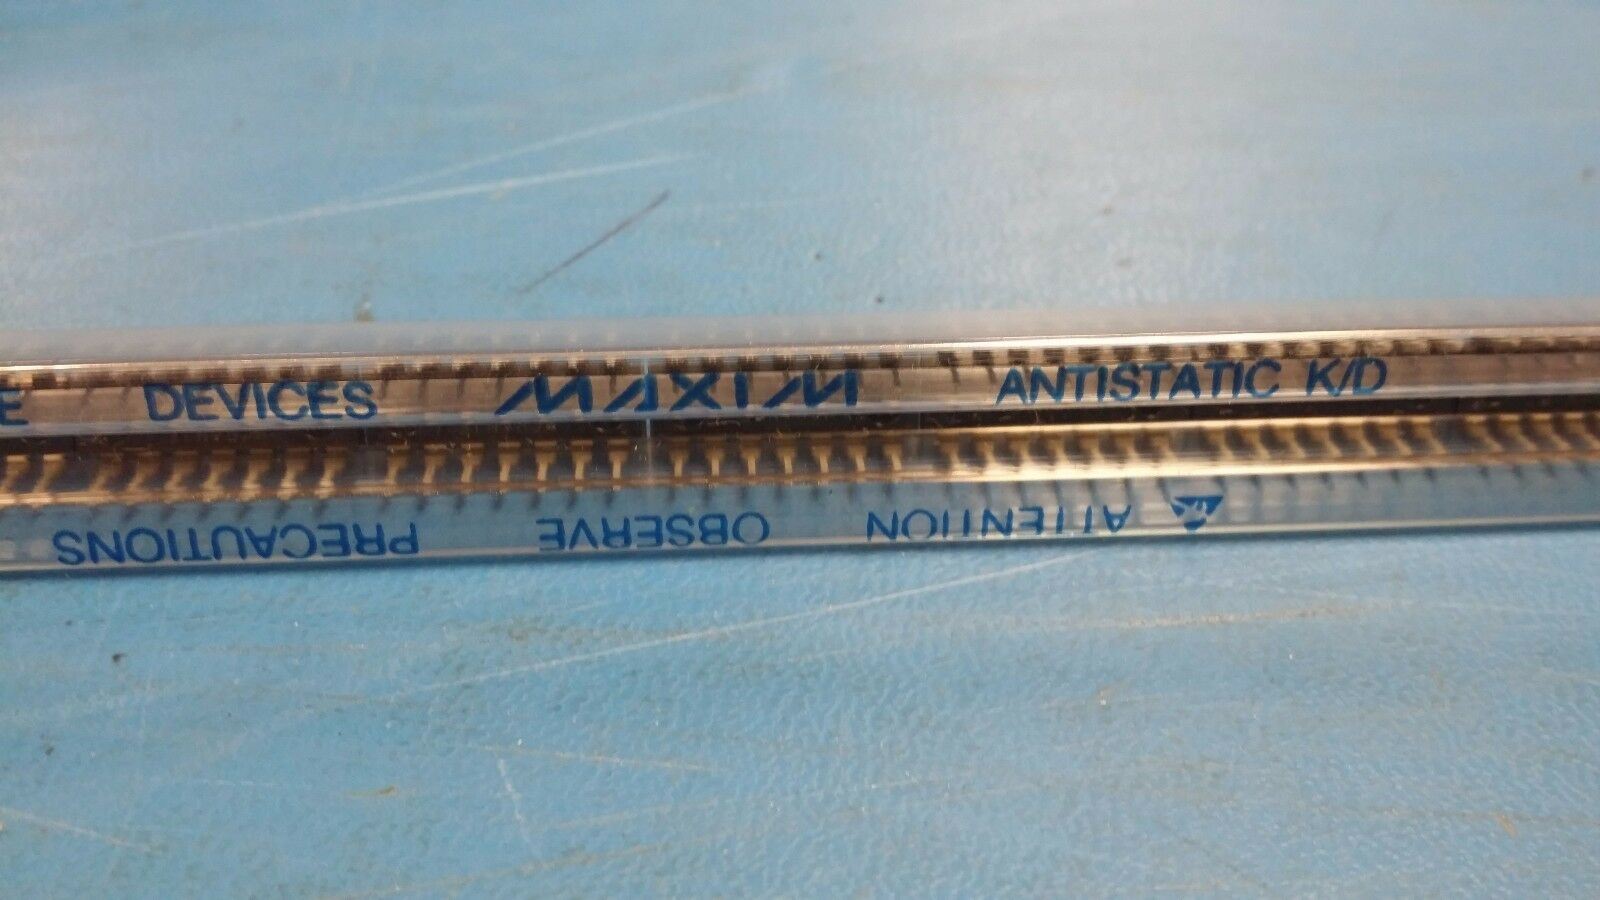 E DEVICES MAXIM ANTISTATIC K/D
ATTENTION OBSERVE PRECAUTIONS